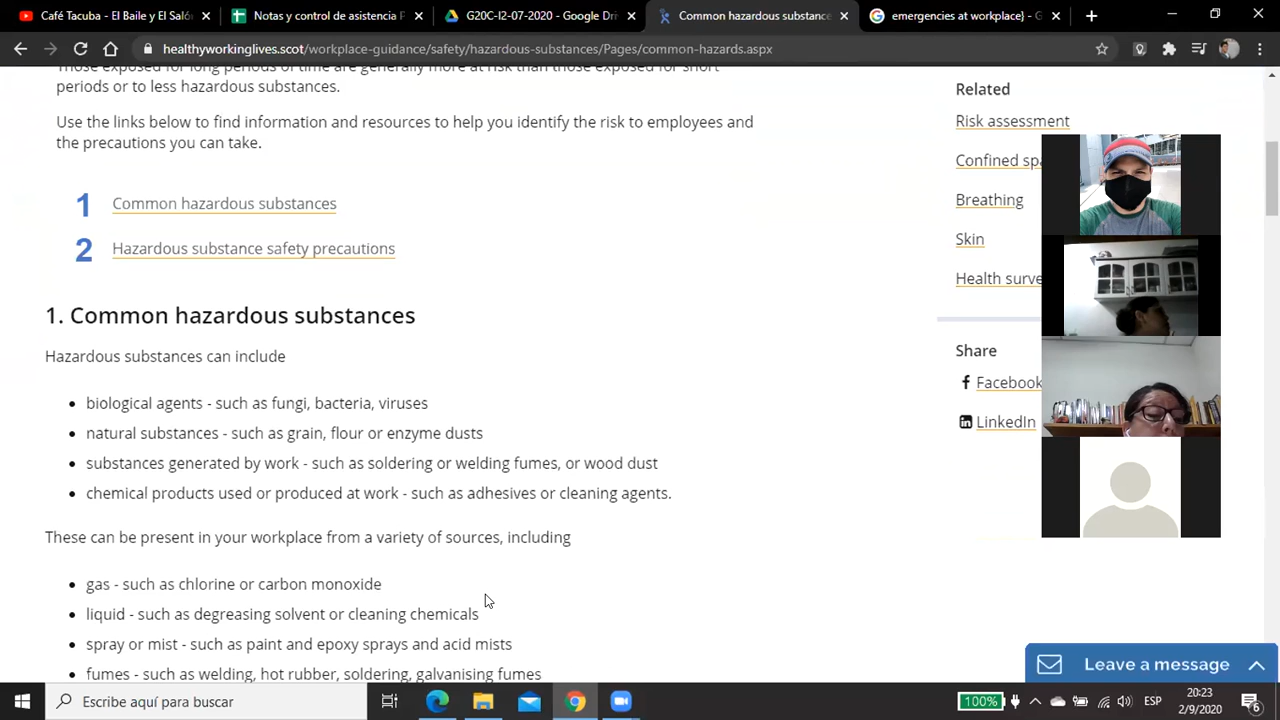 Café Tacuba - El Baile y El Saló
Notas y control de asistencia P
G20C-I2-07-2020 - Google Dri
Common hazardous substance
emergencies at workplace} - G
healthyworkinglives.scot/workplace-guidance/safety/hazardous-substances/Pages/common-hazards.aspx
Those exposed for long periods of time are generally more at risk than those exposed for short
periods or to less hazardous substances.
Use the links below to find information and resources to help you identify the risk to employees and
the precautions you can take.
1 Common hazardous substances
2 Hazardous substance safety precautions
1. Common hazardous substances
Hazardous substances can include
biological agents - such as fungi, bacteria, viruses
natural substances - such as grain, flour or enzyme dusts
substances generated by work - such as soldering or welding fumes, or wood dust
chemical products used or produced at work - such as adhesives or cleaning agents.
These can be present in your workplace from a variety of sources, including
gas - such as chlorine or carbon monoxide
liquid - such as degreasing solvent or cleaning chemicals
spray or mist - such as paint and epoxy sprays and acid mists
fumes - such as welding, hot rubber, soldering, galvanising fumes
Related
Risk assessment
Confined spa
Breathing
Skin
Health surve
Share
Facebook
LinkedIn
Leave a message
Escribe aquí para buscar
100%
ESP
20:23
2/9/2020
6